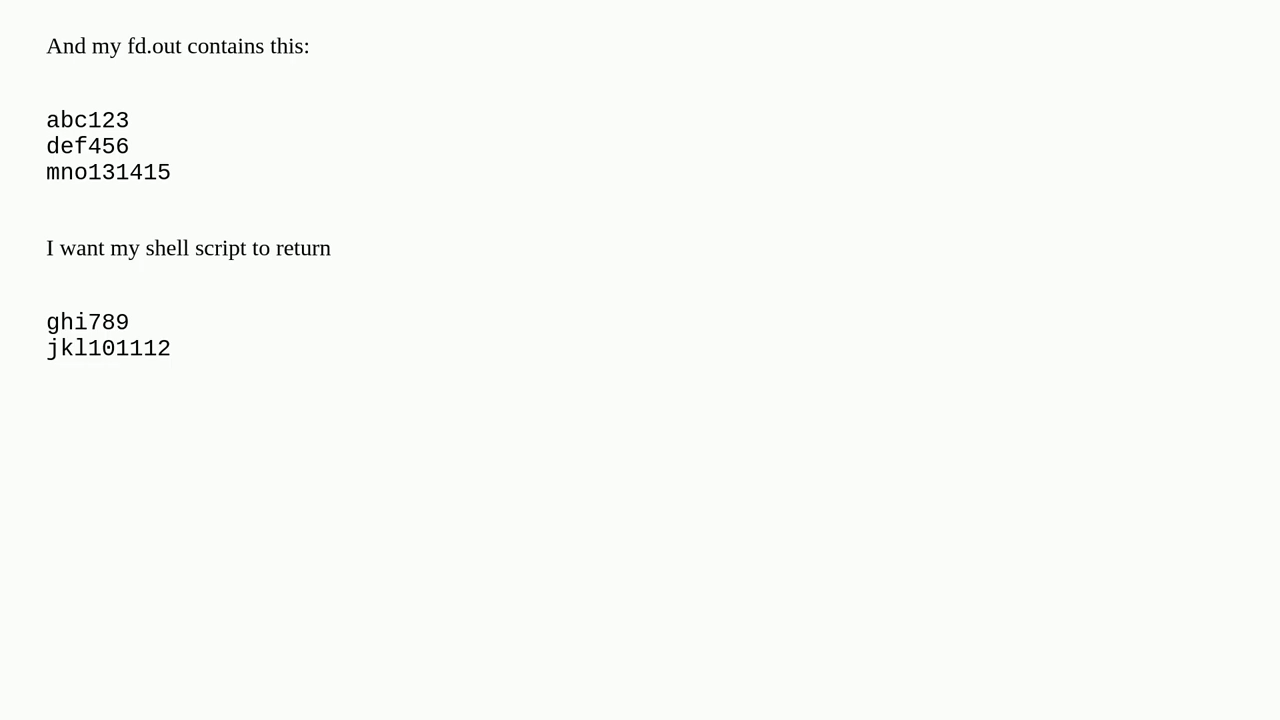 And my fd.out contains this:
abc123
def456
mno131415
I want my shell script to return
ghi789
jkl101112